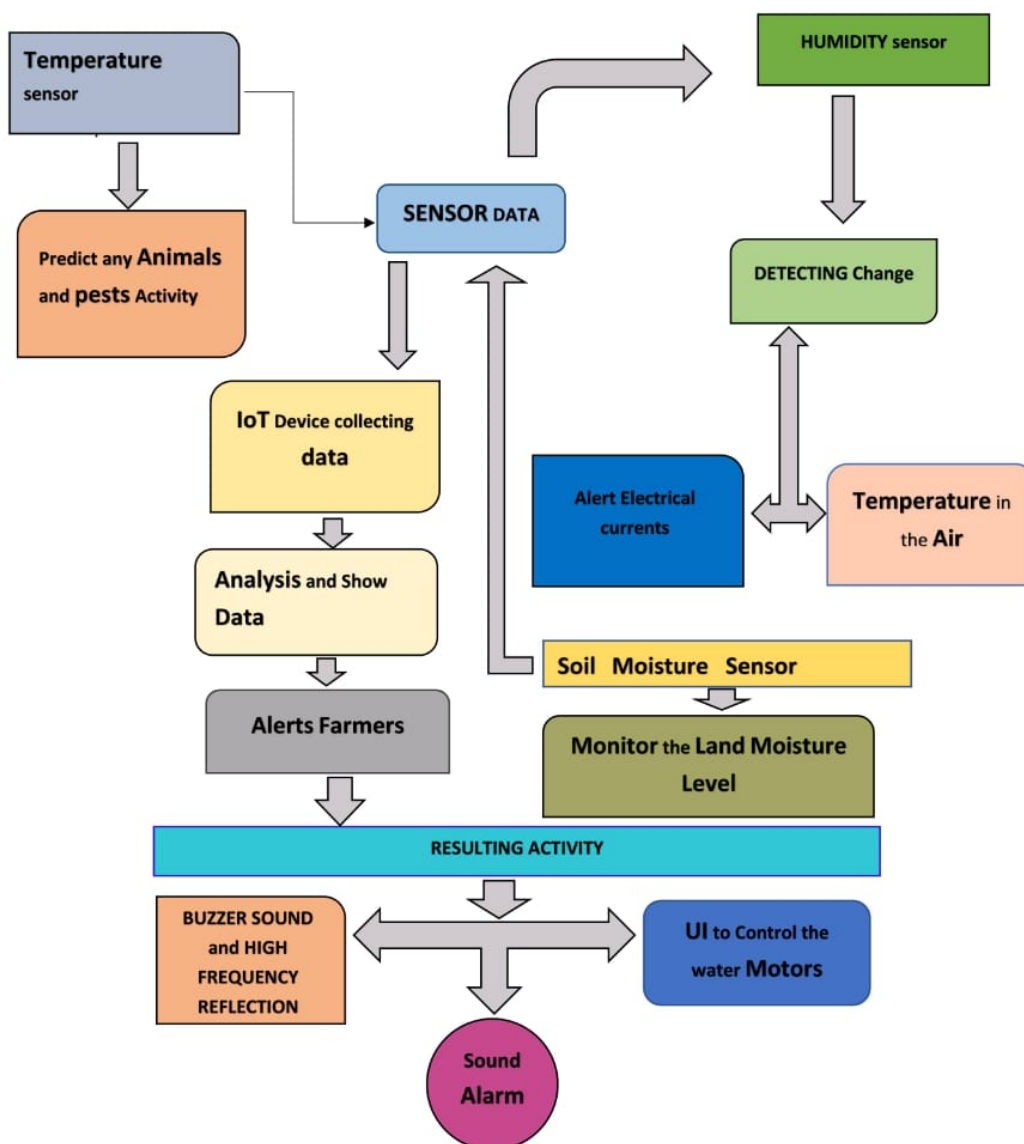 Temperature
sensor
HUMIDITY sensor
SENSOR DATA
Predict any Animals
and pests Activity
DETECTING Change
IoT Device collecting
data
Alert Electrical
currents
Temperature in
the Air
Analysis and Show
Data
Soil Moisture Sensor
Alerts Farmers
Monitor the Land Moisture
Level
RESULTING ACTIVITY
BUZZER SOUND
and HIGH
FREQUENCY
REFLECTION
UI to Control the
water Motors
Sound
Alarm